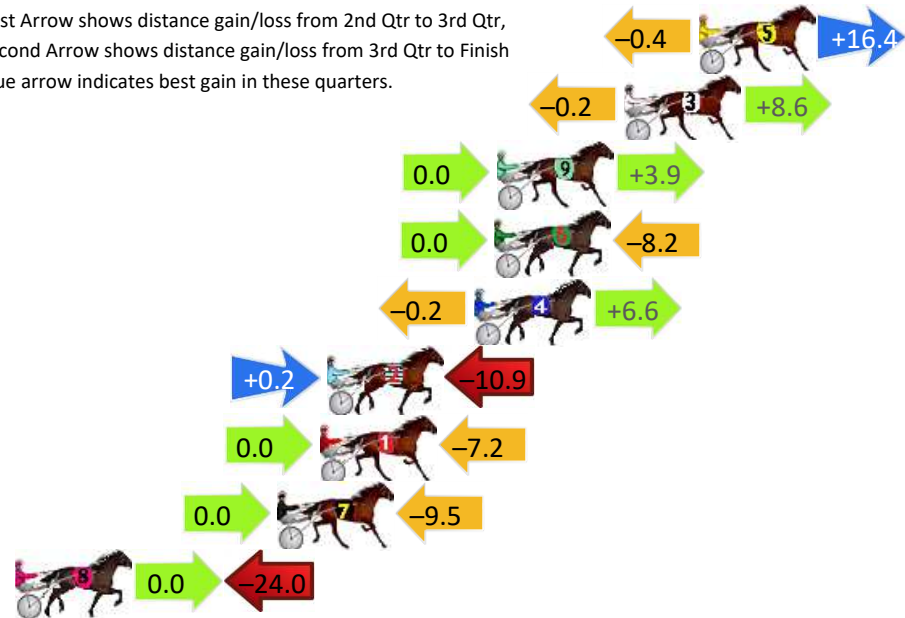 st Arrow shows distance gain/loss from 2nd Qtr to 3rd Qtr,
econd Arrow shows distance gain/loss from 3rd Qtr to Finish
ue arrow indicates best gain in these quarters.
–0.4 5 +16.4
–0.2 3 +8.6
0.0 9 +3.9
0.0 –8.2
–0.2 4 +6.6
+0.2 2 –10.9
0.0 1 –7.2
0.0 7 –9.5
8 0.0 –24.0